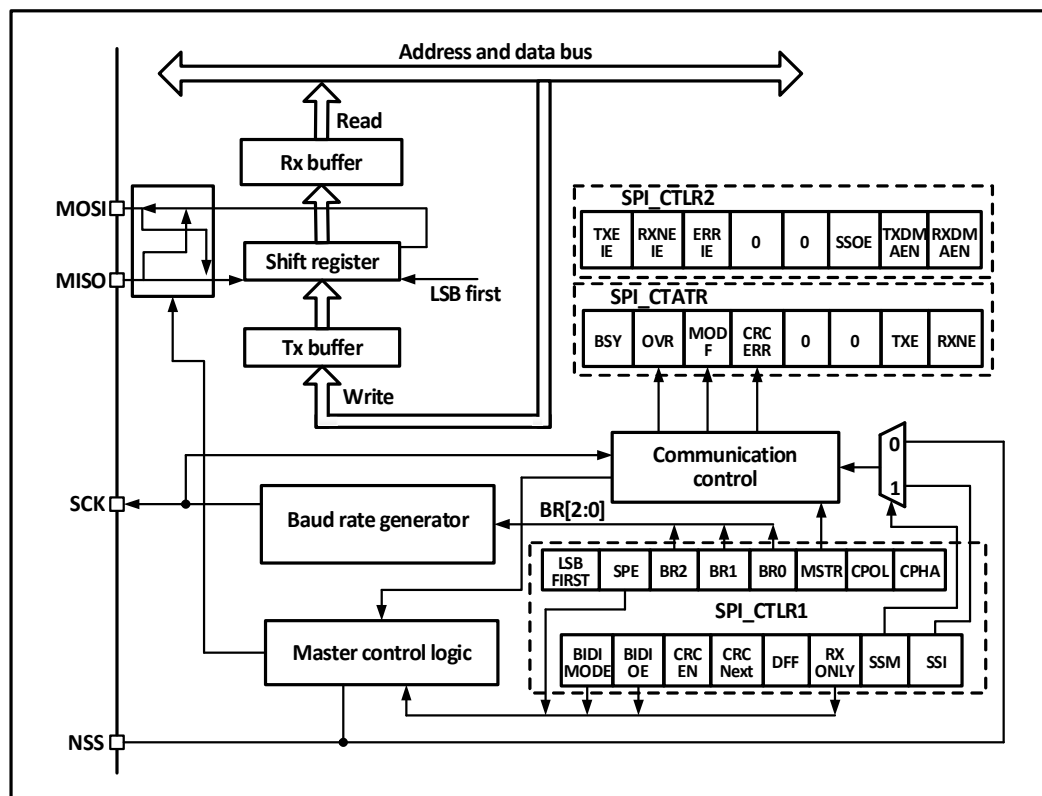 Address and data bus
Read
Rx buffer
MOSI
MISO
Shift register
LSB first
Tx buffer
Write
SPI_CTLR2
TXE IE
RXNE IE
ERR IE
0
0
SSOE
TXDM AEN
RXDM AEN
SPI_CTATR
BSY
OVR
MOD F
CRC ERR
0
0
TXE
RXNE
Communication control
0
1
SCK
Baud rate generator
BR[2:0]
LSB FIRST
SPE
BR2
BR1
BR0
MSTR
CPOL
CPHA
SPI_CTLR1
Master control logic
BIDI MODE
BIDI OE
CRC EN
CRC Next
DFF
RX ONLY
SSM
SSI
NSS